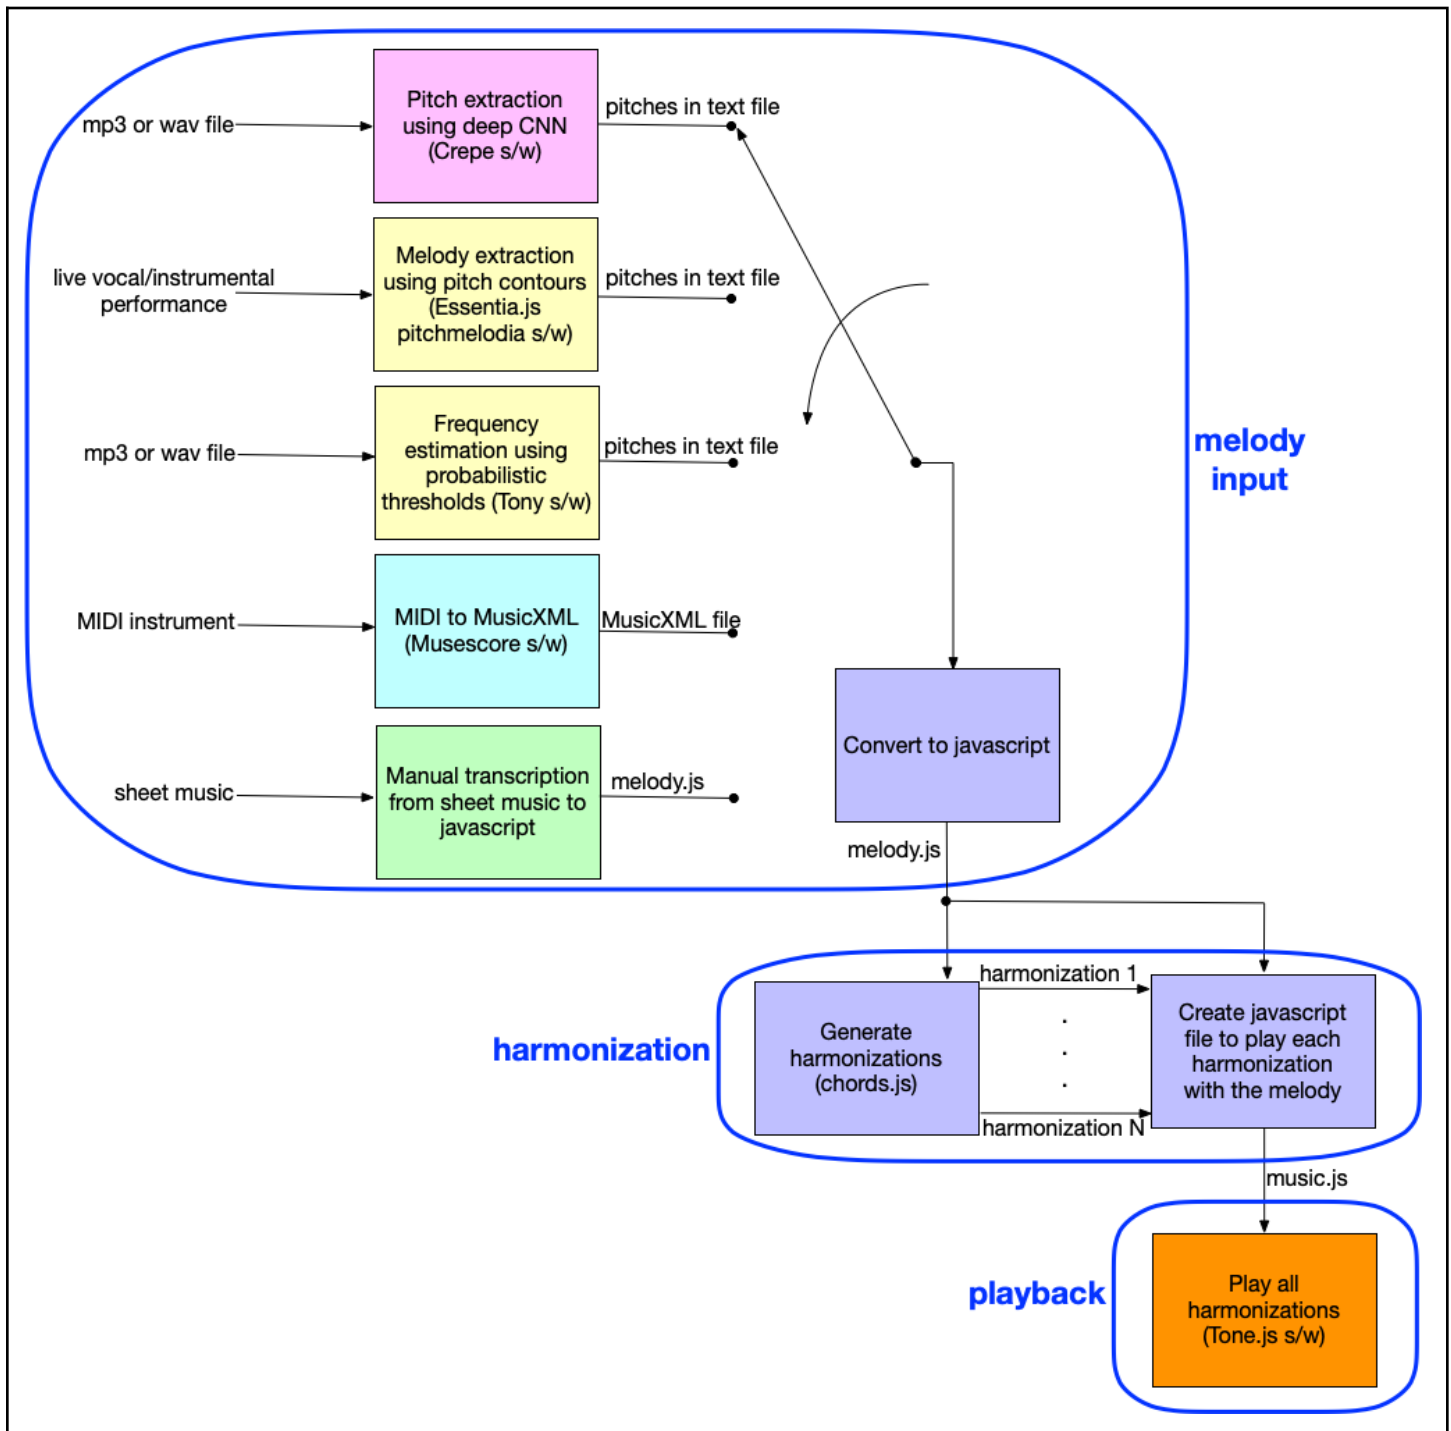 mp3 or wav file
Pitch extraction
using deep CNN
(Crepe s/w)
pitches in text file
live vocal/instrumental
performance
Melody extraction
using pitch contours
(Essentia.js
pitchmelodia s/w)
pitches in text file
mp3 or wav file
Frequency
estimation using
probabilistic
thresholds (Tony s/w)
pitches in text file
melody
input
MIDI instrument
MIDI to MusicXML
(Musescore s/w)
MusicXML file
sheet music
Manual transcription
from sheet music to
javascript
melody.js
Convert to javascript
melody.js
harmonization
Generate
harmonizations
(chords.js)
harmonization 1
.
.
.
harmonization N
Create javascript
file to play each
harmonization
with the melody
music.js
playback
Play all
harmonizations
(Tone.js s/w)